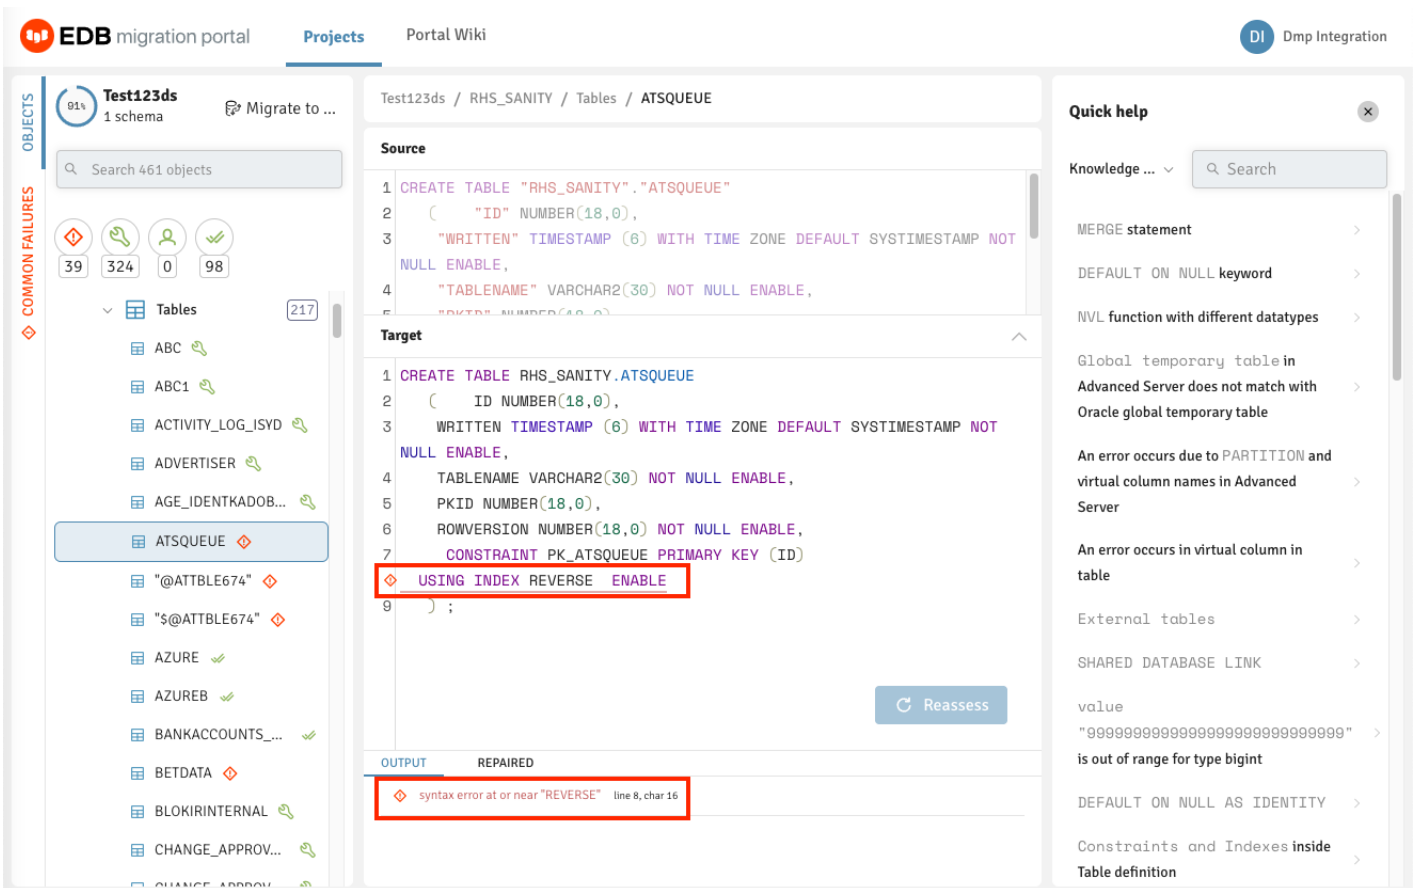 EDB migration portal
Projects
Portal Wiki
DI
Dmp Integration
OBJECTS
COMMON FAILURES
91%
Test123ds
1 schema
Migrate to ...
Search 461 objects
39
324
0
98
Tables
217
ABC
ABC1
ACTIVITY_LOG_ISYD
ADVERTISER
AGE_IDENTKADOB...
ATSQUEUE
"@ATTBLE674"
"$@ATTBLE674"
AZURE
AZUREB
BANKACCOUNTS_...
BETDATA
BLOKIRINTERNAL
CHANGE_APPROV...
CHANGE_APPROV
Test123ds / RHS_SANITY / Tables / ATSQUEUE
Source
1 CREATE TABLE "RHS_SANITY"."ATSQUEUE"
2 ( "ID" NUMBER(18,0),
3 "WRITTEN" TIMESTAMP (6) WITH TIME ZONE DEFAULT SYSTIMESTAMP NOT
NULL ENABLE,
4 "TABLENAME" VARCHAR2(30) NOT NULL ENABLE,
5 "PKID" NUMBER(18,0)
Target
1 CREATE TABLE RHS_SANITY.ATSQUEUE
2 ( ID NUMBER(18,0),
3 WRITTEN TIMESTAMP (6) WITH TIME ZONE DEFAULT SYSTIMESTAMP NOT
NULL ENABLE,
4 TABLENAME VARCHAR2(30) NOT NULL ENABLE,
5 PKID NUMBER(18,0),
6 ROWVERSION NUMBER(18,0) NOT NULL ENABLE,
7 CONSTRAINT PK_ATSQUEUE PRIMARY KEY (ID)
USING INDEX REVERSE ENABLE
9 ) ;
Reassess
OUTPUT
REPAIRED
syntax error at or near "REVERSE" line 8, char 16
Quick help
Knowledge ...
Search
MERGE statement
DEFAULT ON NULL keyword
NVL function with different datatypes
Global temporary table in
Advanced Server does not match with
Oracle global temporary table
An error occurs due to PARTITION and
virtual column names in Advanced
Server
An error occurs in virtual column in
table
External tables
SHARED DATABASE LINK
value
"9999999999999999999999999999"
is out of range for type bigint
DEFAULT ON NULL AS IDENTITY
Constraints and Indexes inside
Table definition